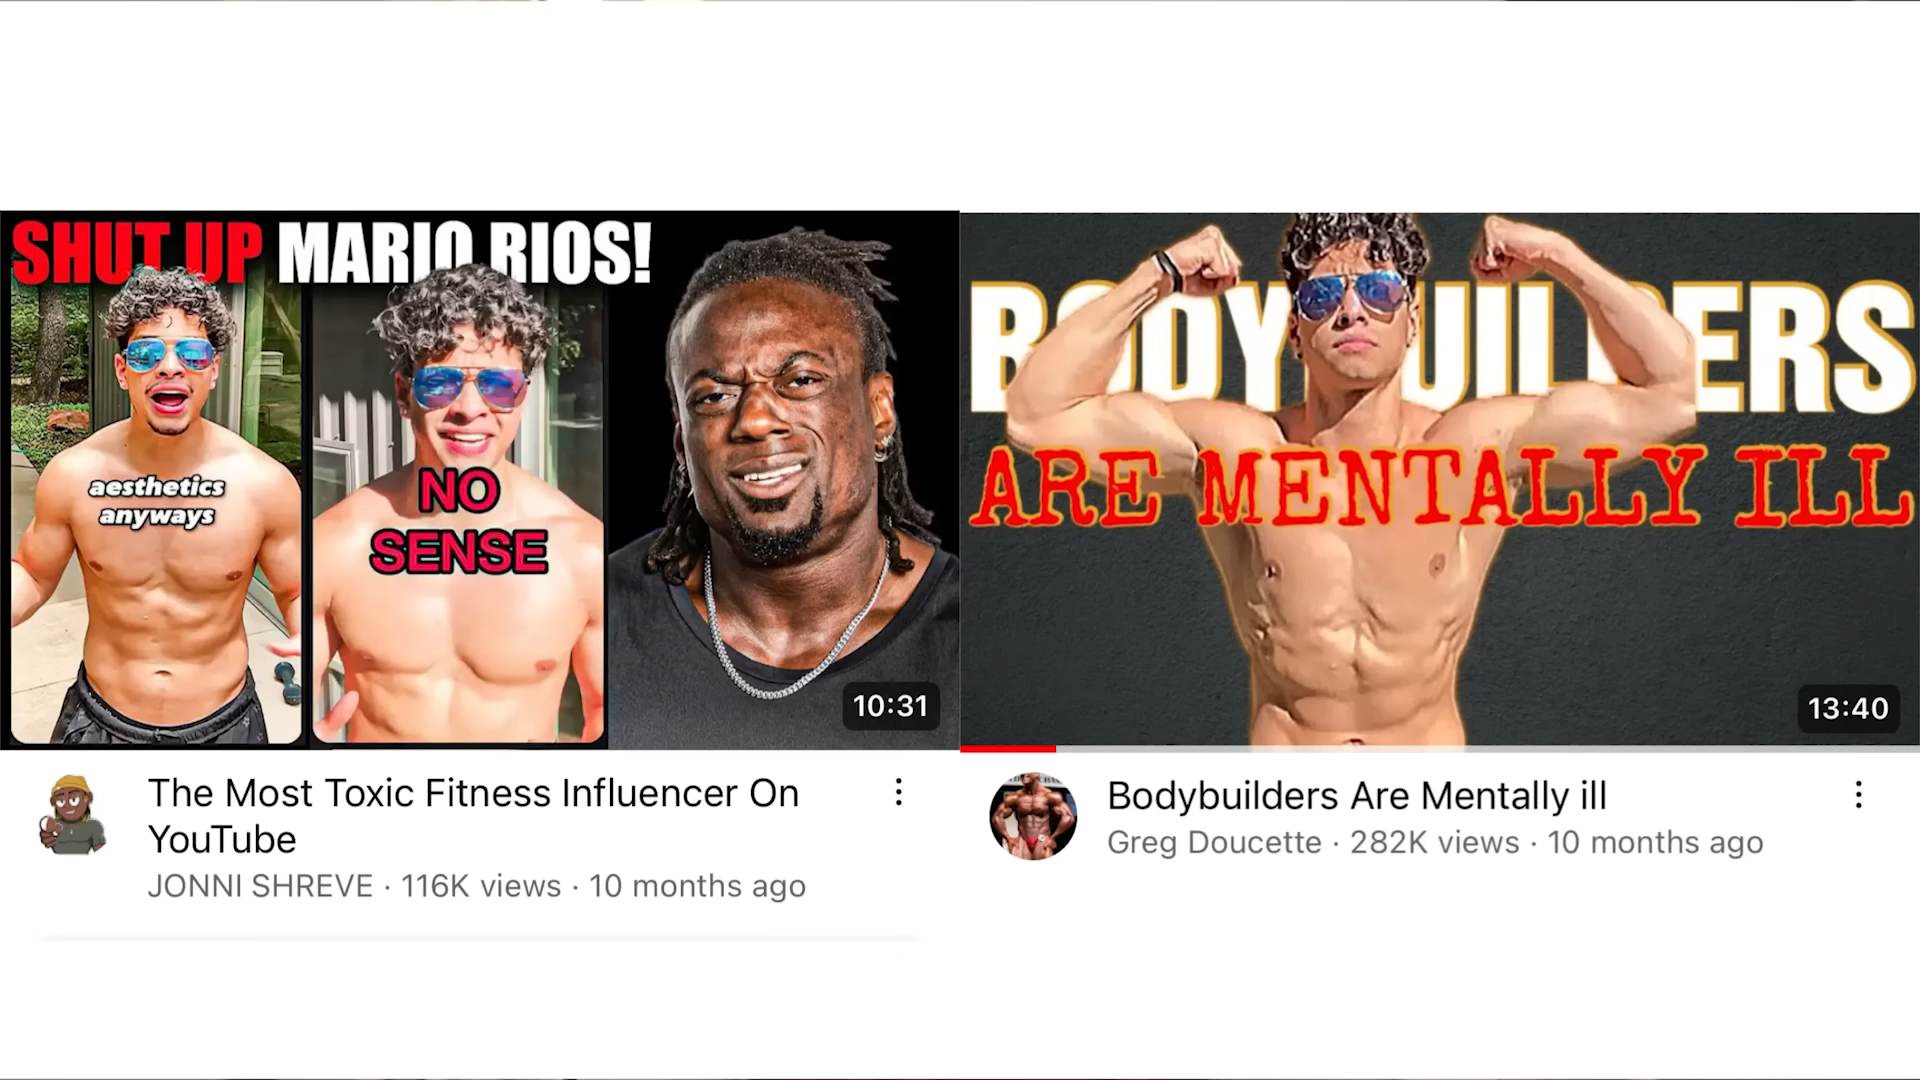 SHUT UP MARIO RIOS!
aesthetics
anyways
NO
SENSE
10:31
The Most Toxic Fitness Influencer On
YouTube
JONNI SHREVE · 116K views · 10 months ago
BODYBUILDERS
ARE MENTALLY ILL
13:40
Bodybuilders Are Mentally ill
Greg Doucette · 282K views · 10 months ago